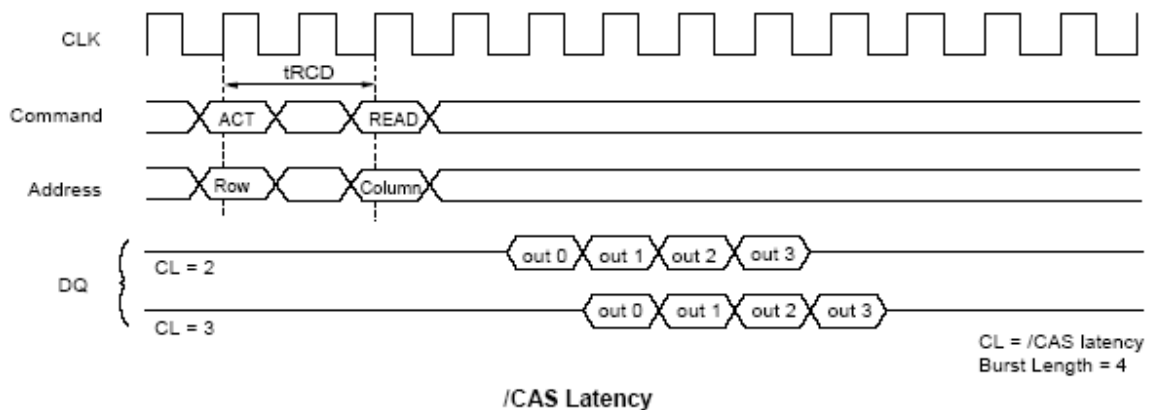 CLK
tRCD
Command ACT READ
Address Row Column
out 0 out 1 out 2 out 3
CL = 2
DQ
out 0 out 1 out 2 out 3
CL = 3
CL = /CAS latency
Burst Length = 4
/CAS Latency